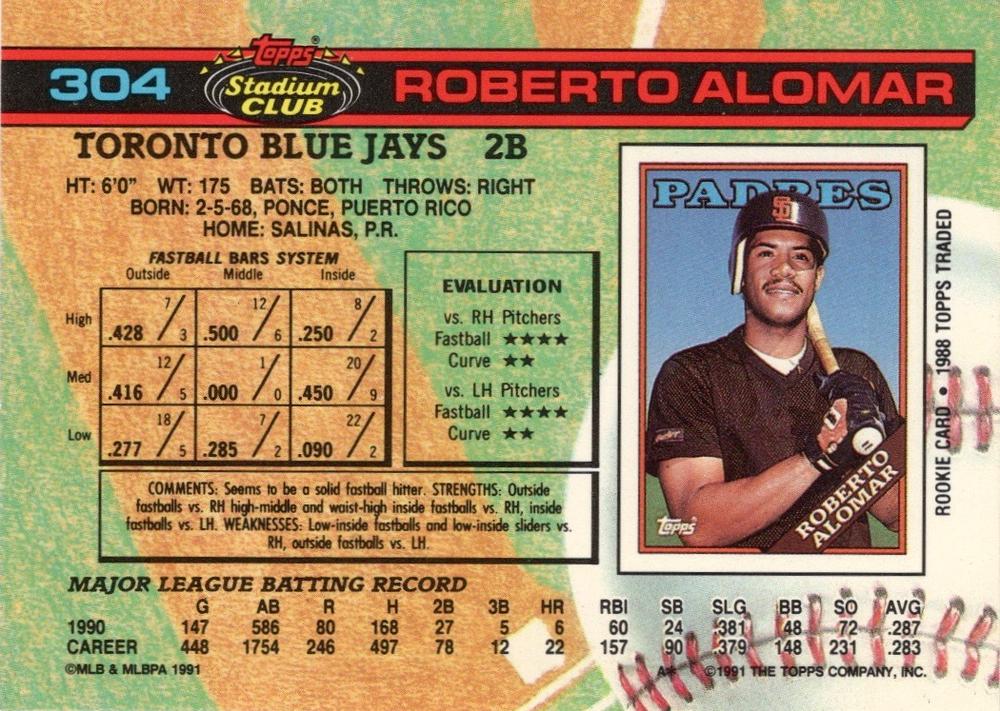 304 Topps® Stadium CLUB ROBERTO ALOMAR
TORONTO BLUE JAYS 2B
HT: 6'0" WT: 175 BATS: BOTH THROWS: RIGHT
BORN: 2-5-68, PONCE, PUERTO RICO
HOME: SALINAS, P.R.
FASTBALL BARS SYSTEM
Outside Middle Inside
High .428 7/3 .500 12/6 .250 8/2
Med .416 12/5 .000 1/0 .450 20/9
Low .277 18/5 .285 7/2 .090 22/2
EVALUATION
vs. RH Pitchers
Fastball ★★★★
Curve ★★
vs. LH Pitchers
Fastball ★★★★
Curve ★★
COMMENTS: Seems to be a solid fastball hitter. STRENGTHS: Outside
fastballs vs. RH high-middle and waist-high inside fastballs vs. RH, inside
fastballs vs. LH. WEAKNESSES: Low-inside fastballs and low-inside sliders vs.
RH, outside fastballs vs. LH.
PADRES
SD
Topps
ROBERTO
ALOMAR
ROOKIE CARD • 1988 TOPPS TRADED
MAJOR LEAGUE BATTING RECORD
G AB R H 2B 3B HR RBI SB SLG BB SO AVG
1990 147 586 80 168 27 5 6 60 24 .381 48 72 .287
CAREER 448 1754 246 497 78 12 22 157 90 .379 148 231 .283
©MLB & MLBPA 1991 A* ©1991 THE TOPPS COMPANY, INC.